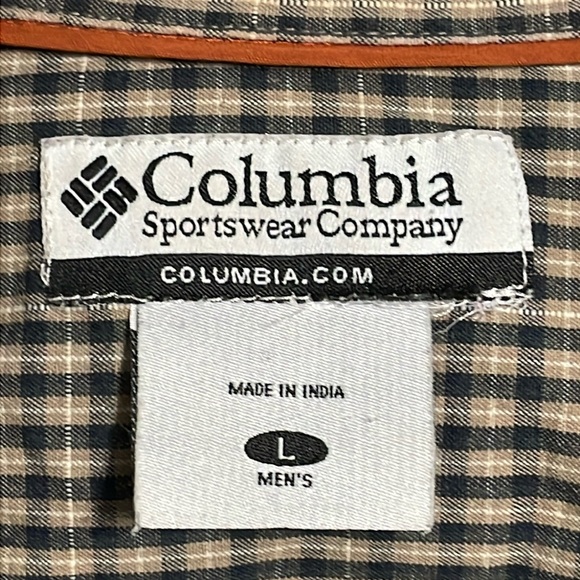 Columbia
Sportswear Company
COLUMBIA.COM
MADE IN INDIA
L
MEN'S